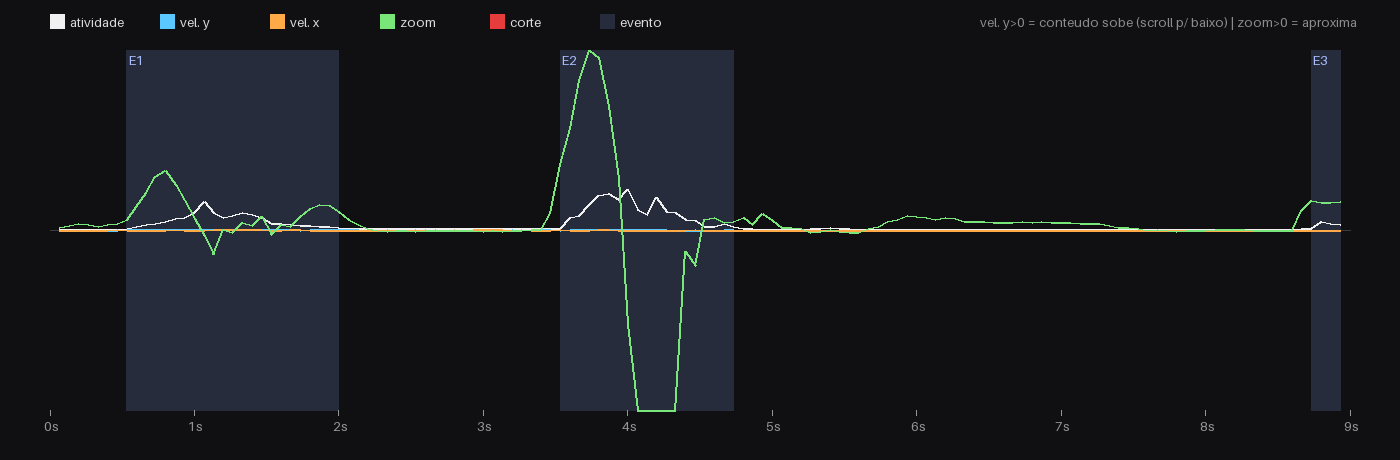 atividade vel. y vel. x zoom corte evento vel. y>0 = conteudo sobe (scroll p/ baixo) | zoom>0 = aproxima
E1 E2 E3
0s 1s 2s 3s 4s 5s 6s 7s 8s 9s